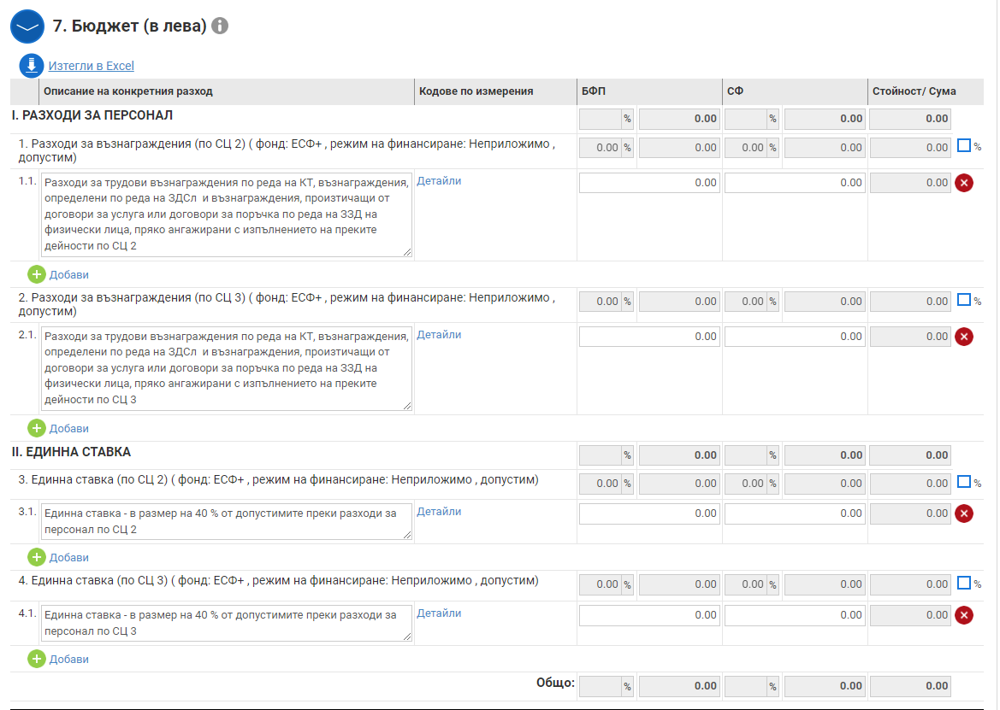 7. Бюджет (в лева)
Изтегли в Excel
Описание на конкретния разход Кодове по измерения БФП СФ Стойност/ Сума
I. РАЗХОДИ ЗА ПЕРСОНАЛ % 0.00 % 0.00 0.00
1. Разходи за възнаграждения (по СЦ 2) ( фонд: ЕСФ+ , режим на финансиране: Неприложимо , 0.00 % 0.00 0.00 % 0.00 0.00 %
допустим)
1.1. Разходи за трудови възнаграждения по реда на КТ, възнаграждения, Детайли 0.00 0.00 0.00
определени по реда на ЗДСл и възнаграждения, произтичащи от
договори за услуга или договори за поръчка по реда на ЗЗД на
физически лица, пряко ангажирани с изпълнението на преките
дейности по СЦ 2
Добави
2. Разходи за възнаграждения (по СЦ 3) ( фонд: ЕСФ+ , режим на финансиране: Неприложимо , 0.00 % 0.00 0.00 % 0.00 0.00 %
допустим)
2.1. Разходи за трудови възнаграждения по реда на КТ, възнаграждения, Детайли 0.00 0.00 0.00
определени по реда на ЗДСл и възнаграждения, произтичащи от
договори за услуга или договори за поръчка по реда на ЗЗД на
физически лица, пряко ангажирани с изпълнението на преките
дейности по СЦ 3
Добави
II. ЕДИННА СТАВКА % 0.00 % 0.00 0.00
3. Единна ставка (по СЦ 2) ( фонд: ЕСФ+ , режим на финансиране: Неприложимо , допустим) 0.00 % 0.00 0.00 % 0.00 0.00 %
3.1. Единна ставка - в размер на 40 % от допустимите преки разходи за Детайли 0.00 0.00 0.00
персонал по СЦ 2
Добави
4. Единна ставка (по СЦ 3) ( фонд: ЕСФ+ , режим на финансиране: Неприложимо , допустим) 0.00 % 0.00 0.00 % 0.00 0.00 %
4.1. Единна ставка - в размер на 40 % от допустимите преки разходи за Детайли 0.00 0.00 0.00
персонал по СЦ 3
Добави
Общо: % 0.00 % 0.00 0.00